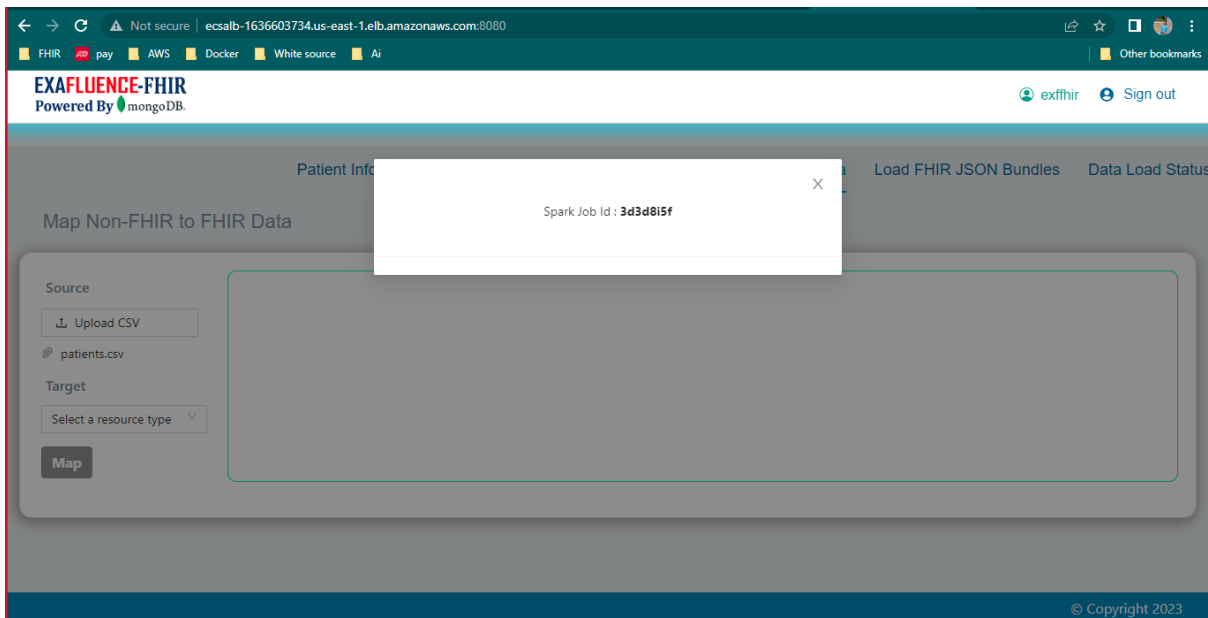 Not secure | ecsalb-1636603734.us-east-1.elb.amazonaws.com:8080
FHIR pay AWS Docker White source Ai Other bookmarks
EXAFLUENCE-FHIR
Powered By mongoDB.
exffhir Sign out
Patient Info Load FHIR JSON Bundles Data Load Status
Spark Job Id : 3d3d8i5f
Map Non-FHIR to FHIR Data
Source
Upload CSV
patients.csv
Target
Select a resource type
Map
© Copyright 2023